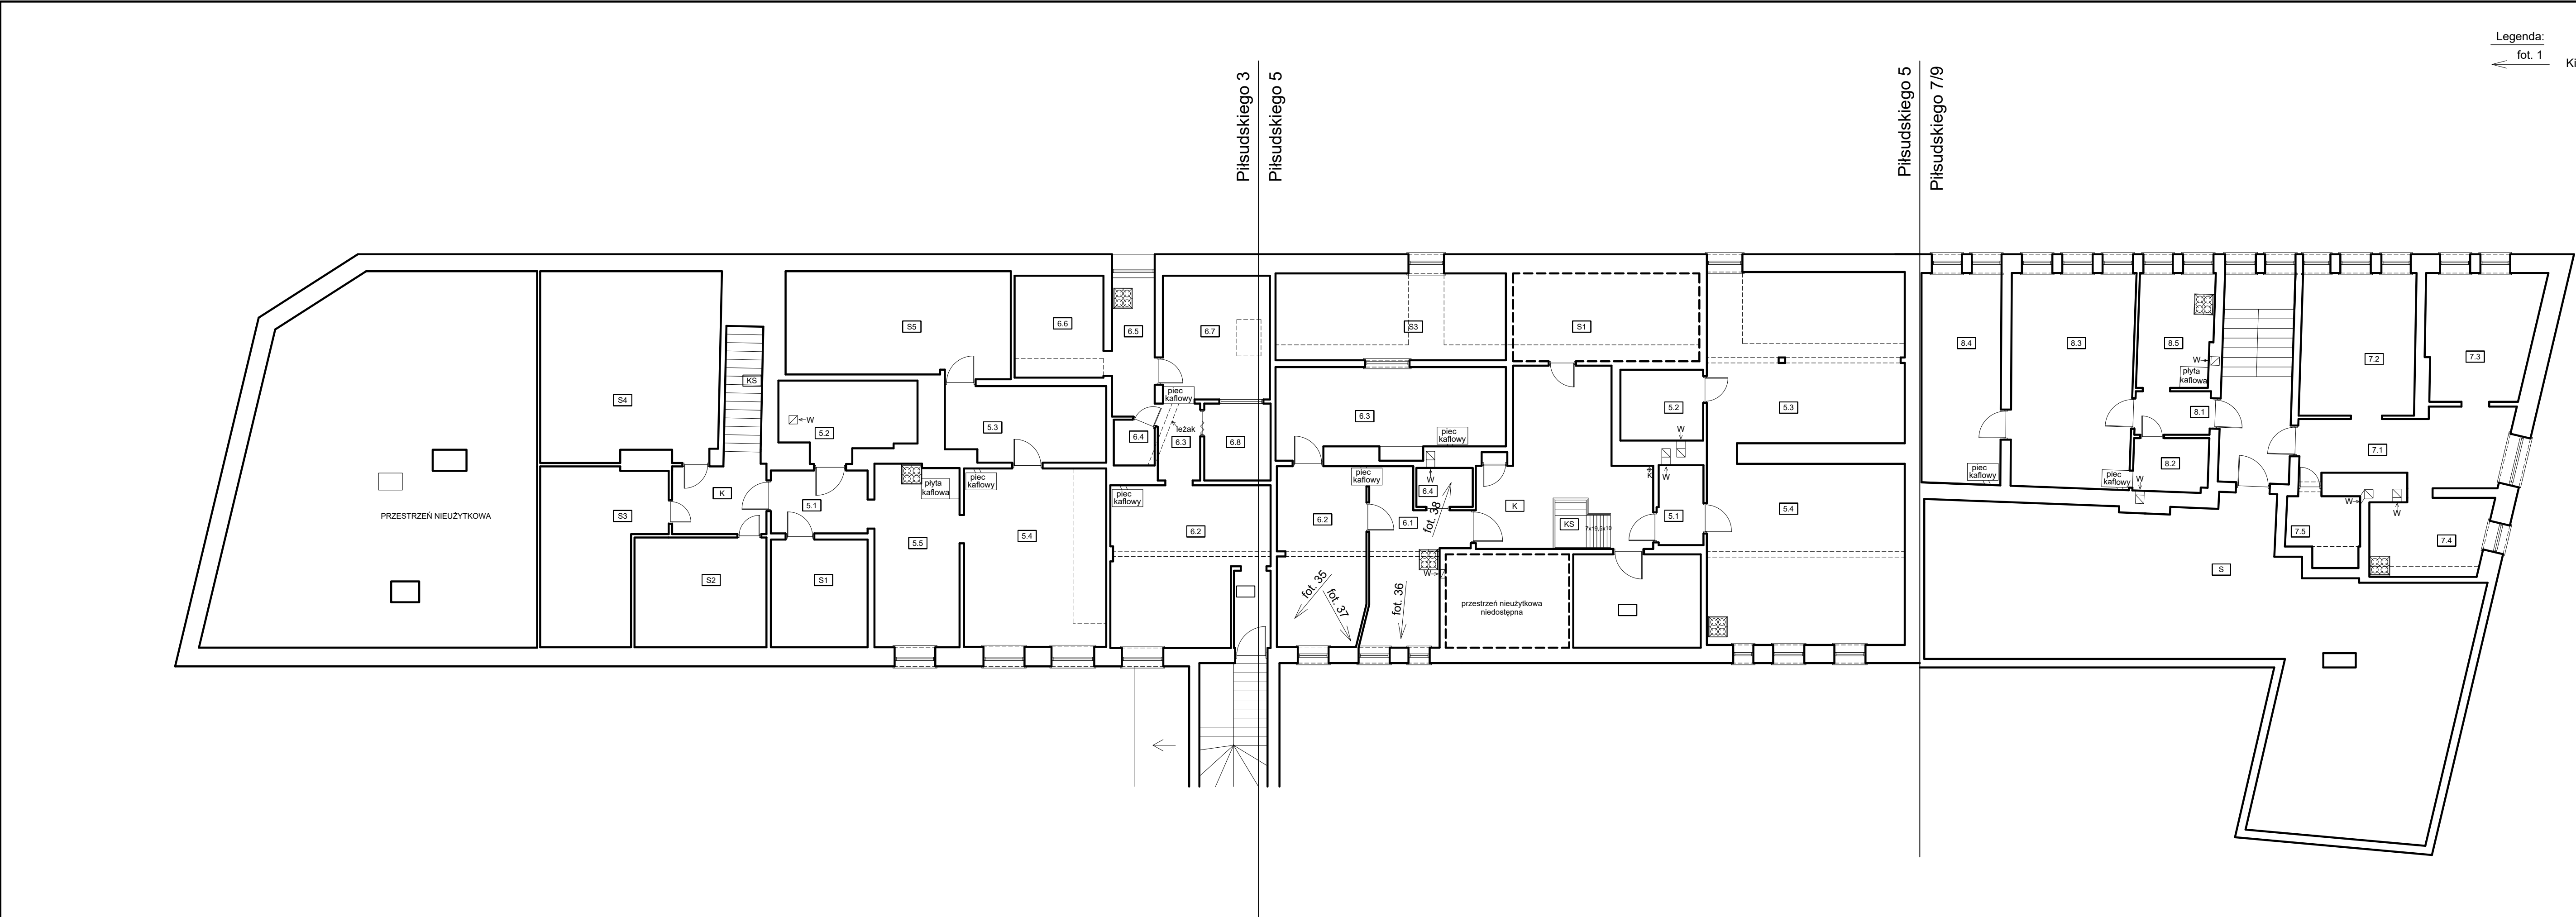 Legenda:
fot. 1
Ki
Piłsudskiego 3
Piłsudskiego 5
Piłsudskiego 5
Piłsudskiego 7/9
S4
KS
S5
6.6
6.5
6.7
W
5.2
5.3
piec
kaflowy
leżak
6.4
6.3
6.8
PRZESTRZEŃ NIEUŻYTKOWA
S3
K
5.1
płyta
kaflowa
piec
kaflowy
piec
kaflowy
5.5
5.4
6.2
S2
S1
S3
S1
6.3
piec
kaflowy
5.2
5.3
W
piec
kaflowy
W
6.4
K
W
6.2
6.1
fot. 38
K
KS
7x19,5x10
5.1
5.4
fot. 35
fot. 37
fot. 36
W
przestrzeń nieużytkowa
niedostępna
8.4
8.3
8.5
W
płyta
kaflowa
7.2
7.3
8.1
7.1
piec
kaflowy
piec
kaflowy
8.2
W
W
W
7.5
7.4
S